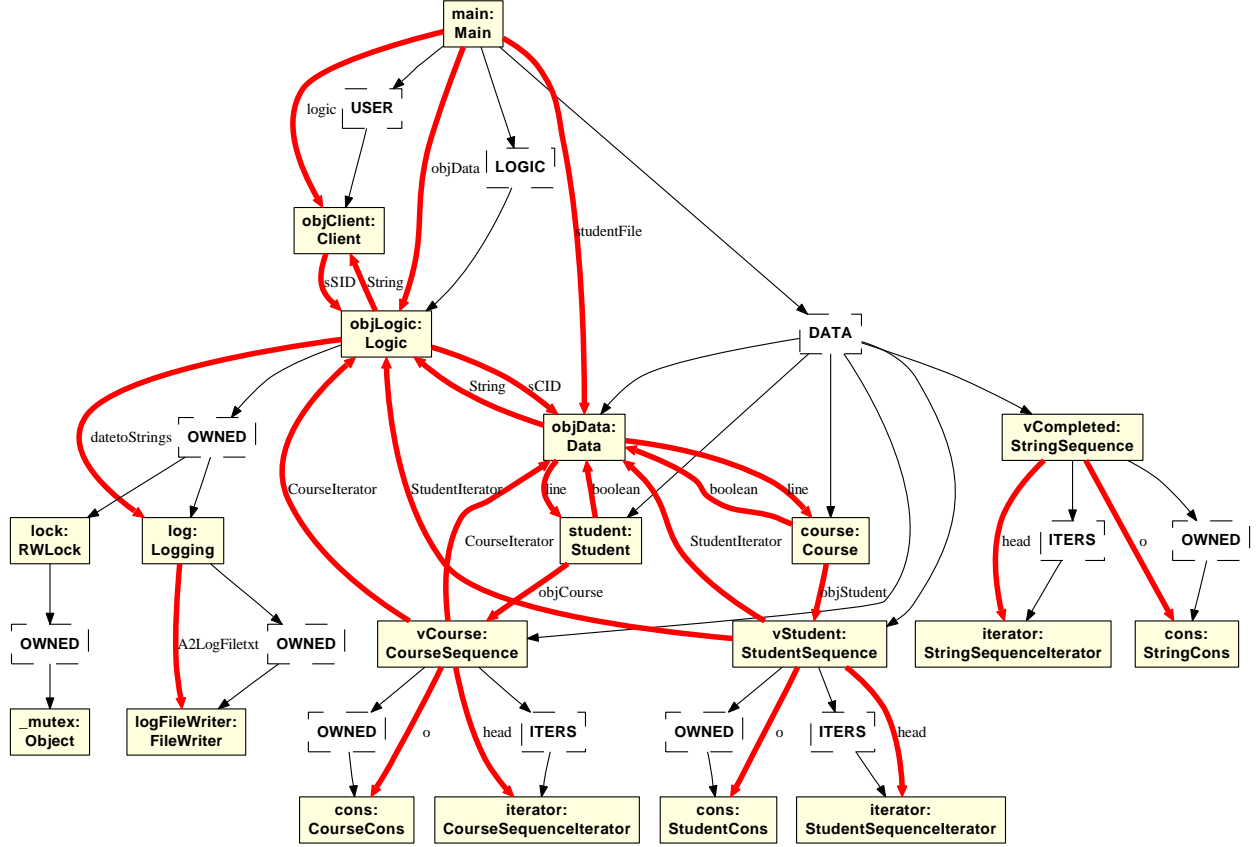 main:
Main
USER
logic
LOGIC
objData
objClient:
Client
studentFile
sSID
String
objLogic:
Logic
DATA
String
sCID
objData:
Data
vCompleted:
StringSequence
datetoStrings
OWNED
CourseIterator
StudentIterator
line
boolean
boolean
line
lock:
RWLock
log:
Logging
CourseIterator
student:
Student
StudentIterator
course:
Course
head
ITERS
o
OWNED
objCourse
objStudent
OWNED
A2LogFiletxt
OWNED
vCourse:
CourseSequence
vStudent:
StudentSequence
iterator:
StringSequenceIterator
cons:
StringCons
_mutex:
Object
logFileWriter:
FileWriter
OWNED
o
head
ITERS
OWNED
o
ITERS
head
cons:
CourseCons
iterator:
CourseSequenceIterator
cons:
StudentCons
iterator:
StudentSequenceIterator